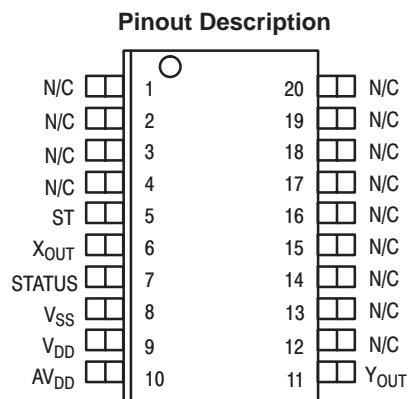 Pinout Description
N/C 1 20 N/C
N/C 2 19 N/C
N/C 3 18 N/C
N/C 4 17 N/C
ST 5 16 N/C
XOUT 6 15 N/C
STATUS 7 14 N/C
VSS 8 13 N/C
VDD 9 12 N/C
AVDD 10 11 YOUT